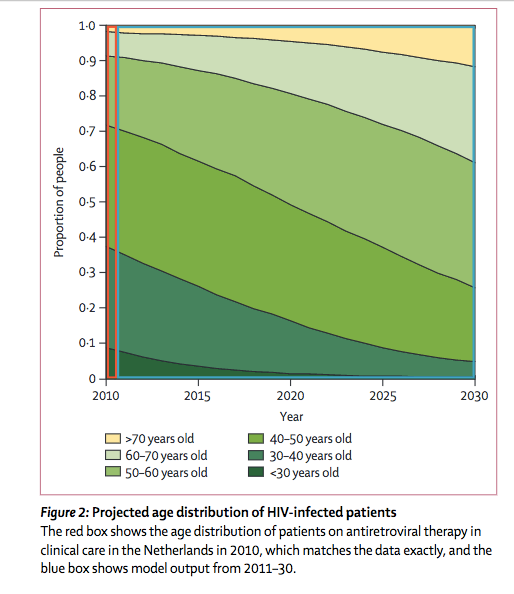 1·0
0·9
0·8
0·7
0·6
0·5
0·4
0·3
0·2
0·1
0
Proportion of people
2010 2015 2020 2025 2030
Year
>70 years old 40–50 years old
60–70 years old 30–40 years old
50–60 years old <30 years old
Figure 2: Projected age distribution of HIV-infected patients
The red box shows the age distribution of patients on antiretroviral therapy in
clinical care in the Netherlands in 2010, which matches the data exactly, and the
blue box shows model output from 2011–30.